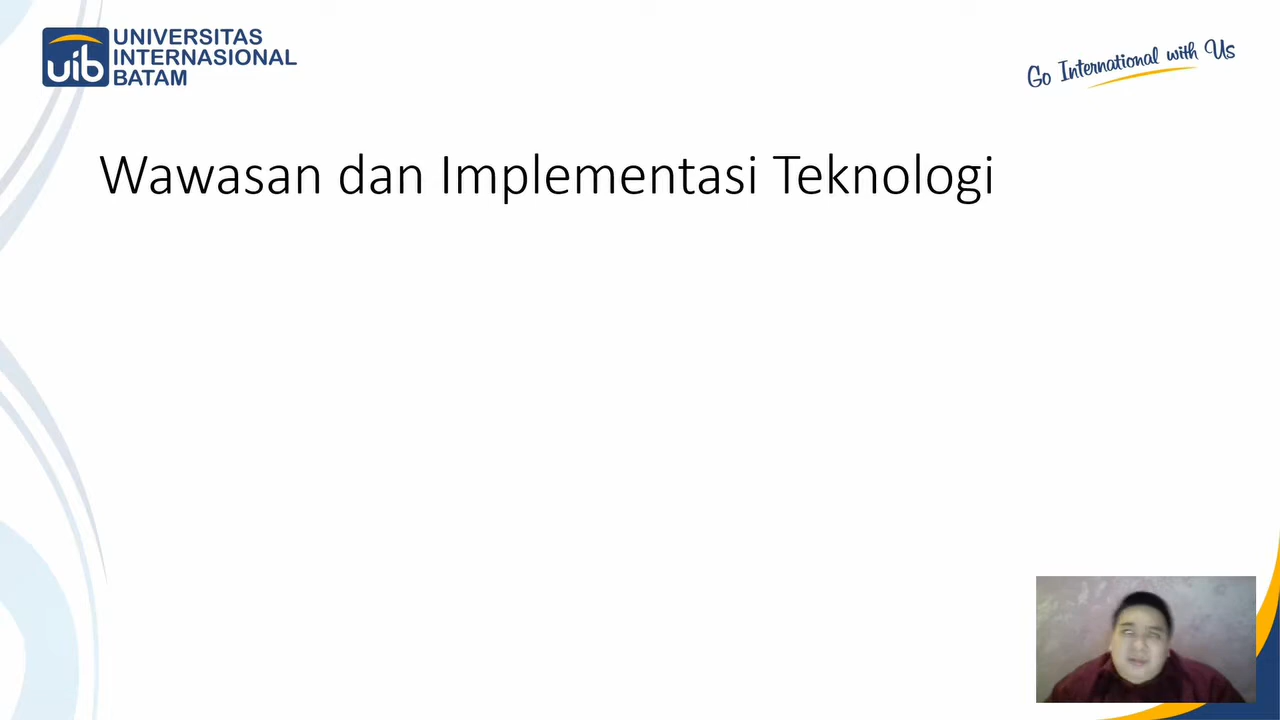 UNIVERSITAS
INTERNASIONAL
BATAM
uib
Go International with Us
Wawasan dan Implementasi Teknologi